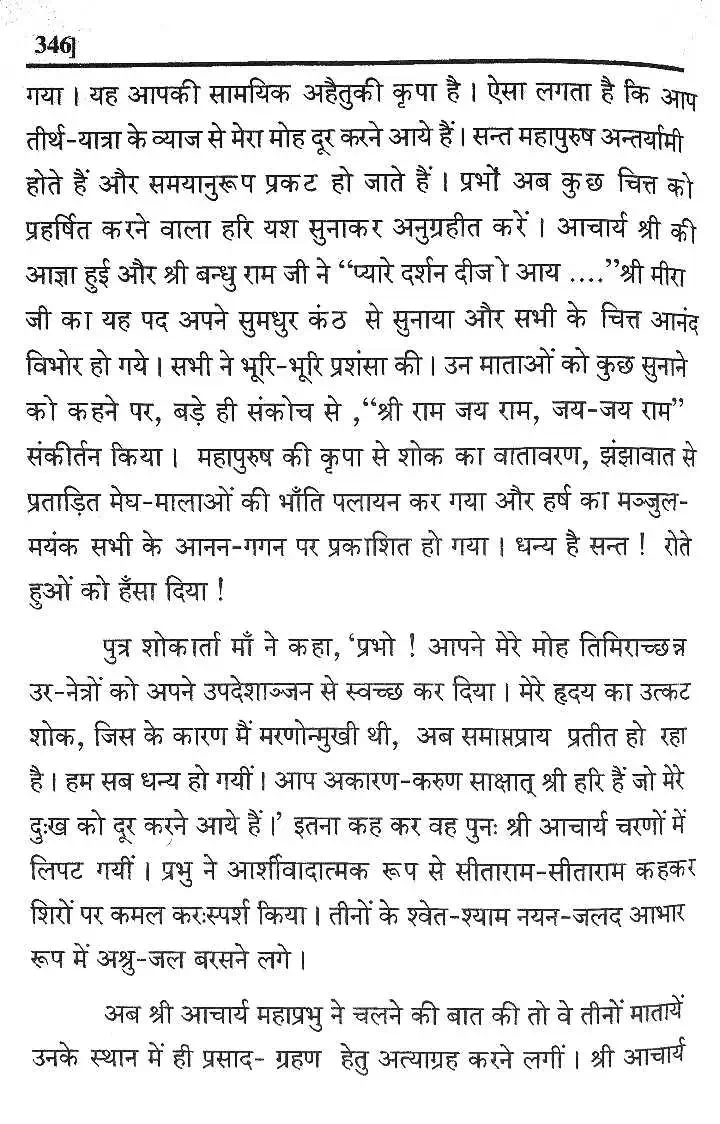 346]
गया । यह आपकी सामयिक अहैतुकी कृपा है । ऐसा लगता है कि आप
तीर्थ-यात्रा के व्याज से मेरा मोह दूर करने आये हैं । सन्त महापुरुष अन्तर्यामी
होते हैं और समयानुरूप प्रकट हो जाते हैं । प्रभों अब कुछ चित्त को
प्रहर्षित करने वाला हरि यश सुनाकर अनुग्रहीत करें । आचार्य श्री की
आज्ञा हुई और श्री बन्धु राम जी ने “प्यारे दर्शन दीजो आय ....”श्री मीरा
जी का यह पद अपने सुमधुर कंठ से सुनाया और सभी के चित्त आनंद
विभोर हो गये । सभी ने भूरि-भूरि प्रशंसा की । उन माताओं को कुछ सुनाने
को कहने पर, बड़े ही संकोच से ,“श्री राम जय राम, जय-जय राम”
संकीर्तन किया । महापुरुष की कृपा से शोक का वातावरण, झंझावात से
प्रताड़ित मेघ-मालाओं की भाँति पलायन कर गया और हर्ष का मञ्जुल-
मयंक सभी के आनन-गगन पर प्रकाशित हो गया । धन्य है सन्त ! रोते
हुओं को हँसा दिया !
पुत्र शोकार्ता माँ ने कहा, ‘प्रभो ! आपने मेरे मोह तिमिराच्छन्न
उर-नेत्रों को अपने उपदेशाञ्जन से स्वच्छ कर दिया । मेरे हृदय का उत्कट
शोक, जिस के कारण मैं मरणोन्मुखी थी, अब समाप्तप्राय प्रतीत हो रहा
है । हम सब धन्य हो गयीं । आप अकारण-करुण साक्षात् श्री हरि हैं जो मेरे
दुःख को दूर करने आये हैं ।’ इतना कह कर वह पुनः श्री आचार्य चरणों में
लिपट गयीं । प्रभु ने आर्शीवादात्मक रूप से सीताराम-सीताराम कहकर
शिरों पर कमल करःस्पर्श किया । तीनों के श्वेत-श्याम नयन-जलद आभार
रूप में अश्रु-जल बरसने लगे ।
अब श्री आचार्य महाप्रभु ने चलने की बात की तो वे तीनों मातायें
उनके स्थान में ही प्रसाद- ग्रहण हेतु अत्याग्रह करने लगीं । श्री आचार्य